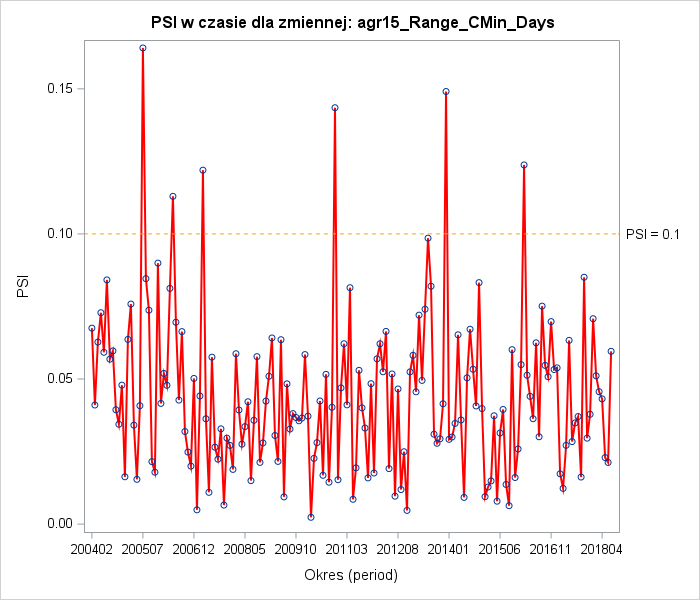 PSI w czasie dla zmiennej: agr15_Range_CMin_Days
0.15
0.10
0.05
0.00
PSI
PSI = 0.1
200402 200507 200612 200805 200910 201103 201208 201401 201506 201611 201804
Okres (period)